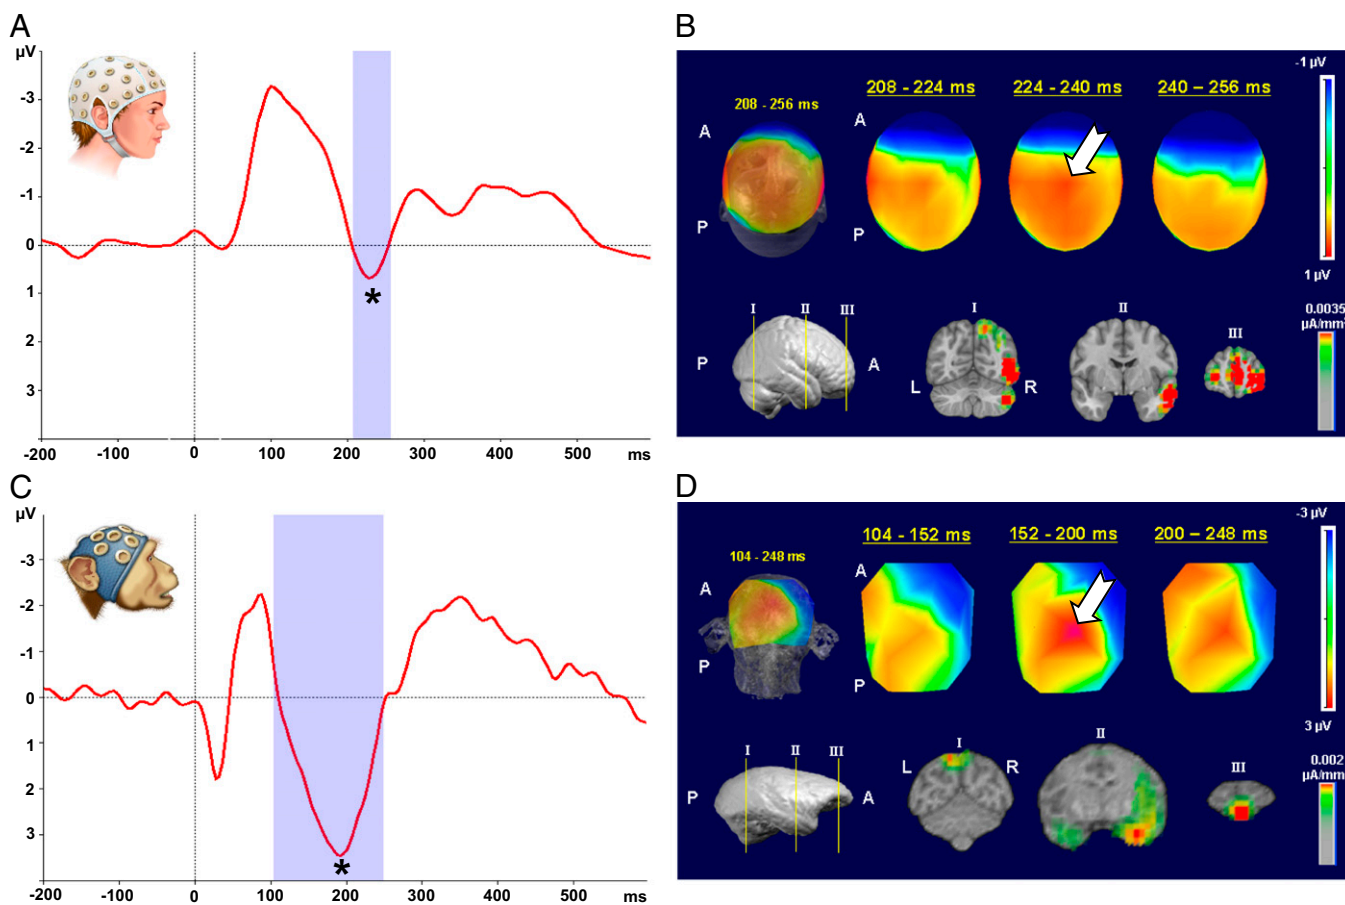 A
µV
-3
-2
-1
0
1
2
3
-200 -100 0 100 200 300 400 500 ms
*
B
208 - 256 ms
208 - 224 ms 224 - 240 ms 240 – 256 ms
A A
P P
-1 µV
1 µV
I II III
P A
I
L R
II
III
0.0035
µA/mm²
C
µV
-3
-2
-1
0
1
2
3
-200 -100 0 100 200 300 400 500 ms
*
D
104 - 248 ms
104 - 152 ms 152 - 200 ms 200 – 248 ms
A A
P P
-3 µV
3 µV
I II III
P A
I
L R
II
III
0.002
µA/mm